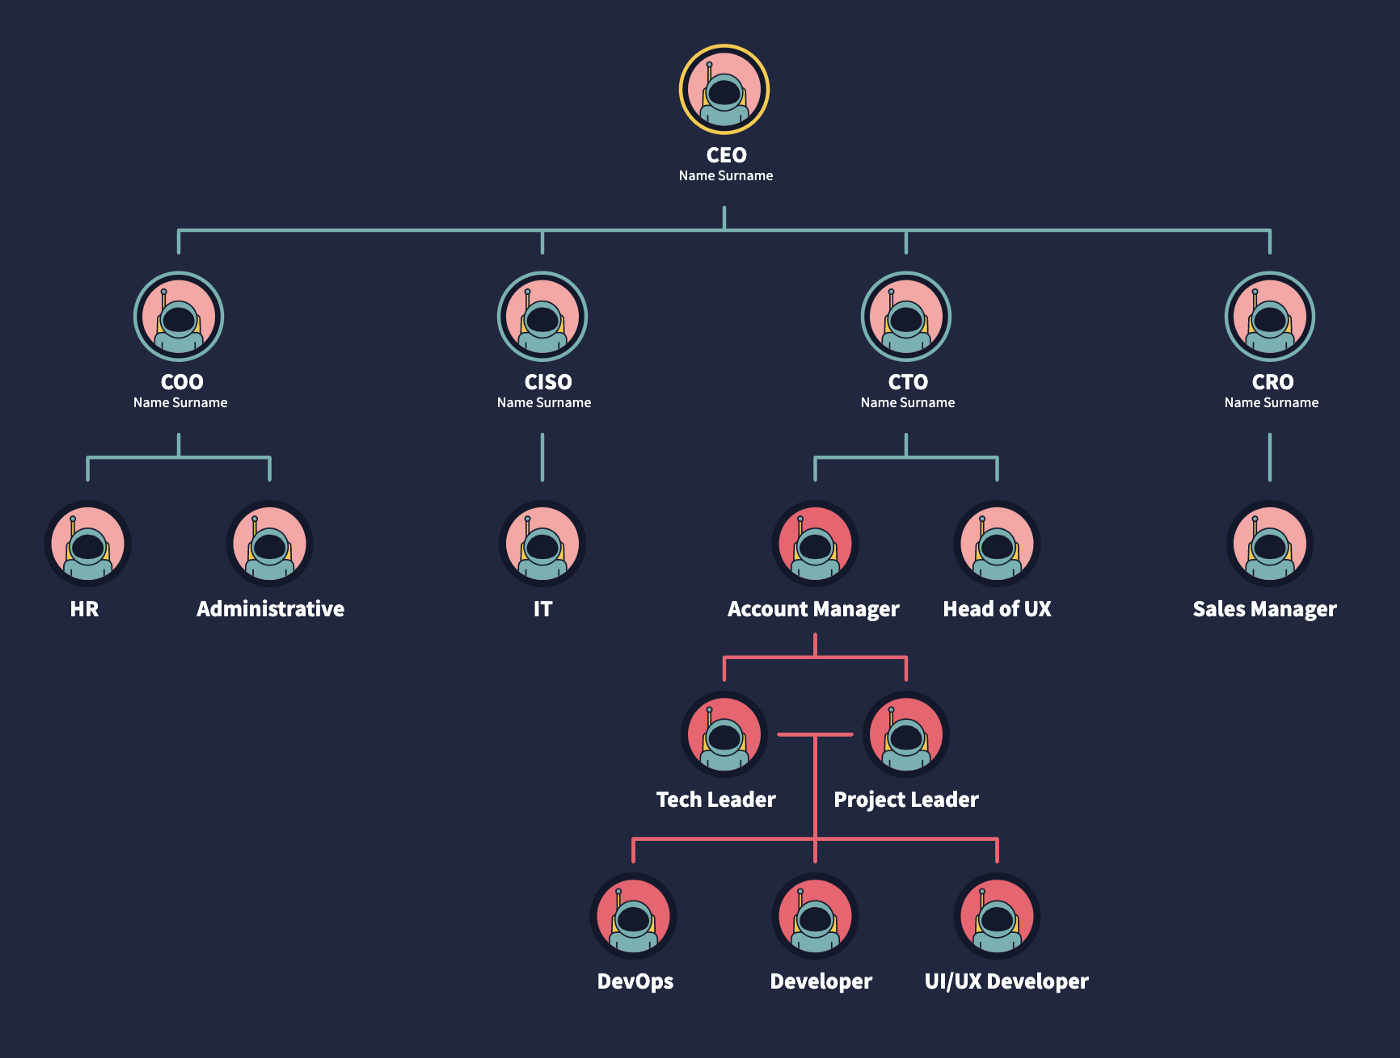 CEO
Name Surname
COO
Name Surname
CISO
Name Surname
CTO
Name Surname
CRO
Name Surname
HR
Administrative
IT
Account Manager
Head of UX
Sales Manager
Tech Leader
Project Leader
DevOps
Developer
UI/UX Developer